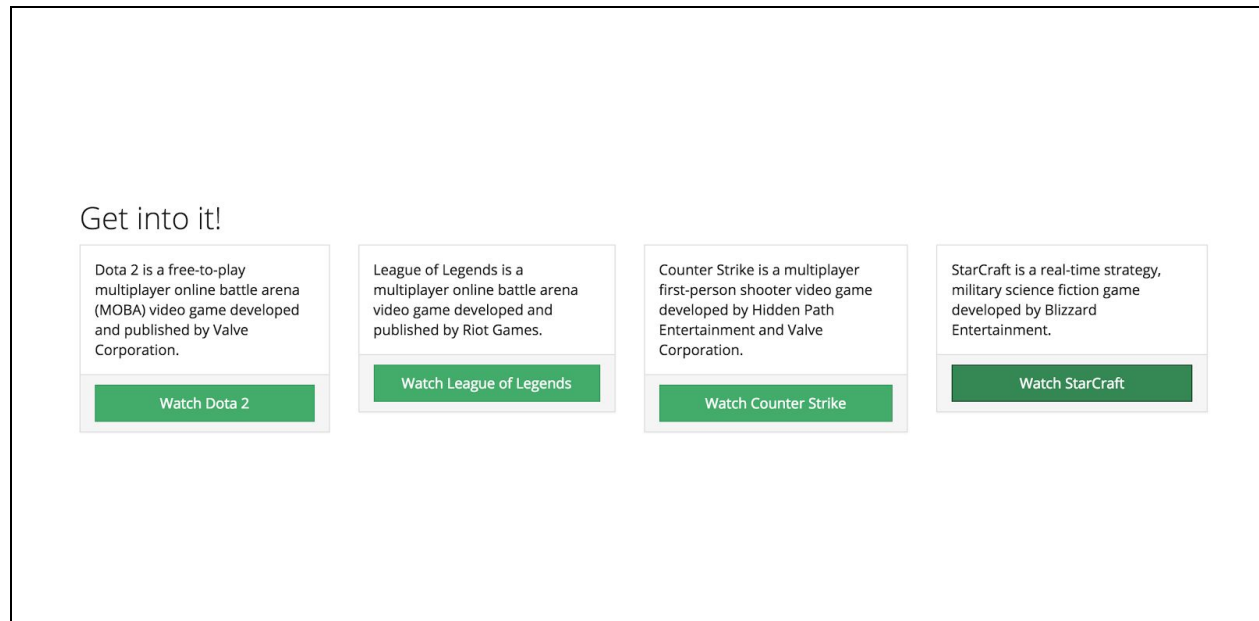 Get into it!
Dota 2 is a free-to-play
multiplayer online battle arena
(MOBA) video game developed
and published by Valve
Corporation.
Watch Dota 2
League of Legends is a
multiplayer online battle arena
video game developed and
published by Riot Games.
Watch League of Legends
Counter Strike is a multiplayer
first-person shooter video game
developed by Hidden Path
Entertainment and Valve
Corporation.
Watch Counter Strike
StarCraft is a real-time strategy,
military science fiction game
developed by Blizzard
Entertainment.
Watch StarCraft